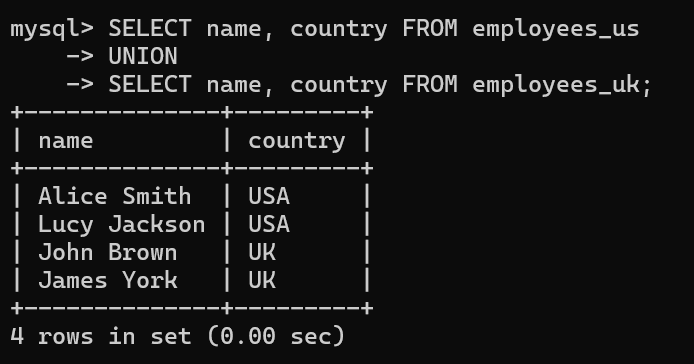 mysql> SELECT name, country FROM employees_us
    -> UNION
    -> SELECT name, country FROM employees_uk;
+--------------+---------+
| name         | country |
+--------------+---------+
| Alice Smith  | USA     |
| Lucy Jackson | USA     |
| John Brown   | UK      |
| James York   | UK      |
+--------------+---------+
4 rows in set (0.00 sec)